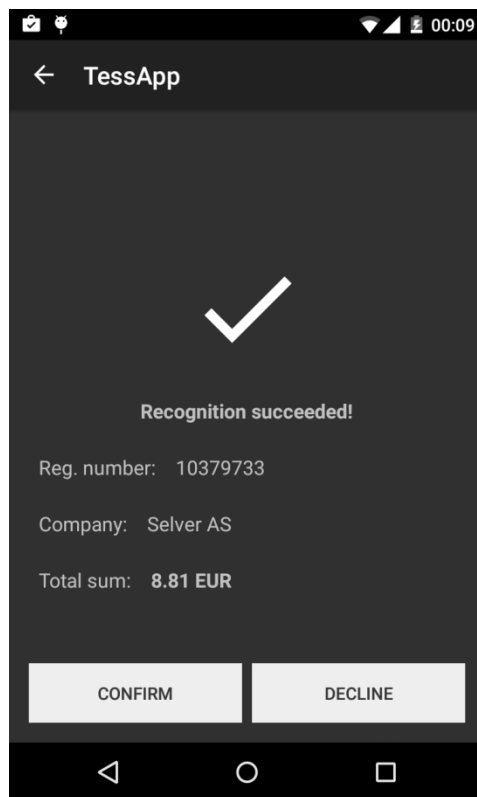 00:09
TessApp
Recognition succeeded!
Reg. number: 10379733
Company: Selver AS
Total sum: 8.81 EUR
CONFIRM DECLINE